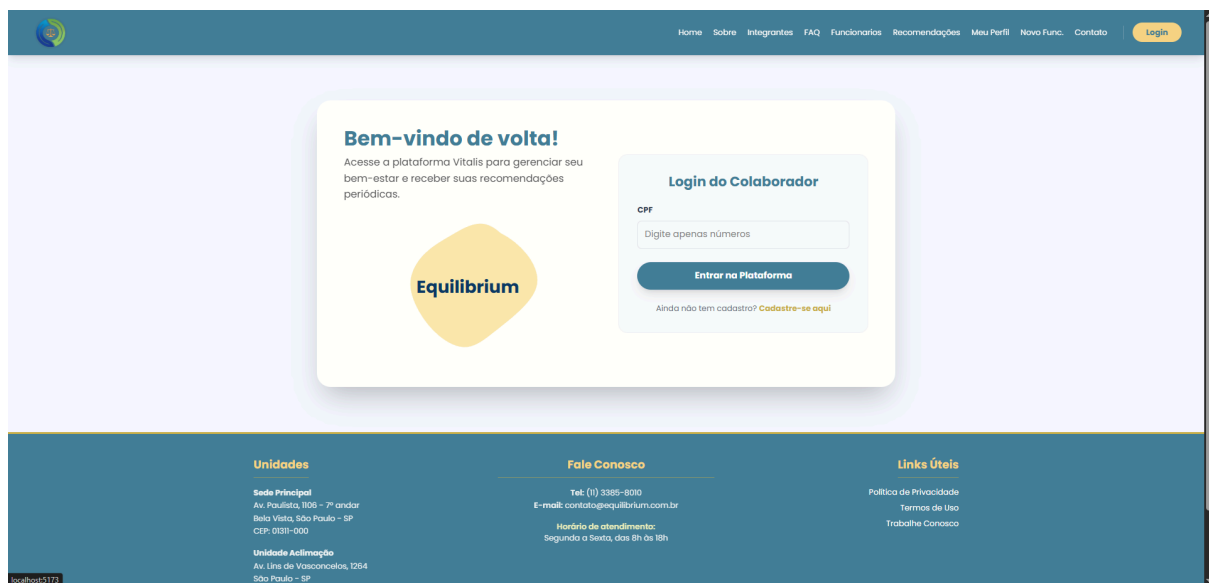 Home Sobre Integrantes FAQ Funcionarios Recomendações Meu Perfil Novo Func. Contato Login
Bem-vindo de volta!
Acesse a plataforma Vitalis para gerenciar seu
bem-estar e receber suas recomendações
periódicas.
Equilibrium
Login do Colaborador
CPF
Digite apenas números
Entrar na Plataforma
Ainda não tem cadastro? Cadastre-se aqui
Unidades
Sede Principal
Av. Paulista, 1106 - 7º andar
Bela Vista, São Paulo - SP
CEP: 01311-000
Unidade Aclimação
Av. Lins de Vasconcelos, 1264
São Paulo - SP
Fale Conosco
Tel: (11) 3385-8010
E-mail: contato@equilibrium.com.br
Horário de atendimento:
Segunda a Sexta, das 8h às 18h
Links Úteis
Política de Privacidade
Termos de Uso
Trabalhe Conosco
localhost:5173